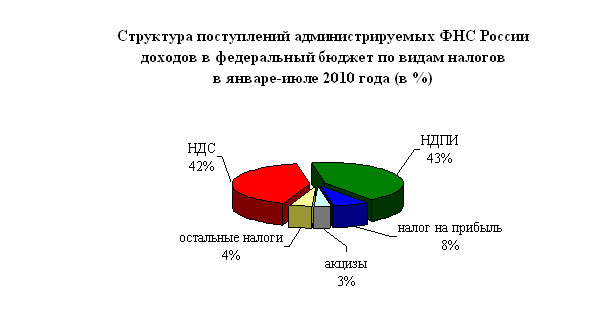 Структура поступлений администрируемых ФНС России
доходов в федеральный бюджет по видам налогов
в январе-июле 2010 года (в %)
НДПИ
43%
налог на прибыль
8%
акцизы
3%
остальные налоги
4%
НДС
42%